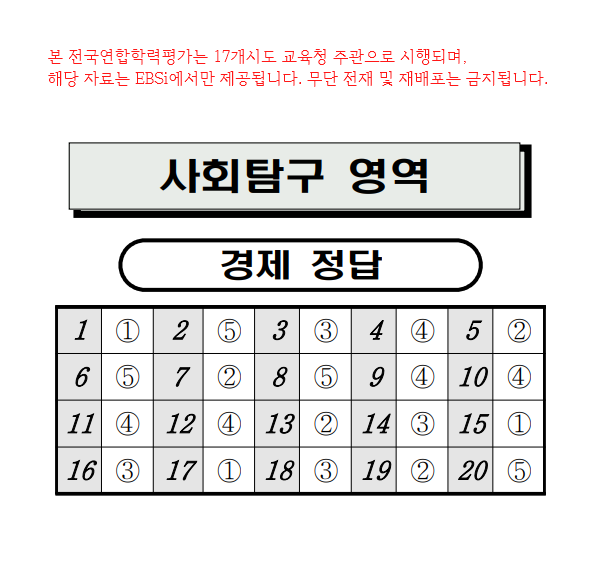 본 전국연합학력평가는 17개시도 교육청 주관으로 시행되며,
해당 자료는 EBSi에서만 제공됩니다. 무단 전재 및 재배포는 금지됩니다.
사회탐구 영역
경제 정답
1 ① 2 ⑤ 3 ③ 4 ④ 5 ②
6 ⑤ 7 ② 8 ⑤ 9 ④ 10 ④
11 ④ 12 ④ 13 ② 14 ③ 15 ①
16 ③ 17 ① 18 ③ 19 ② 20 ⑤